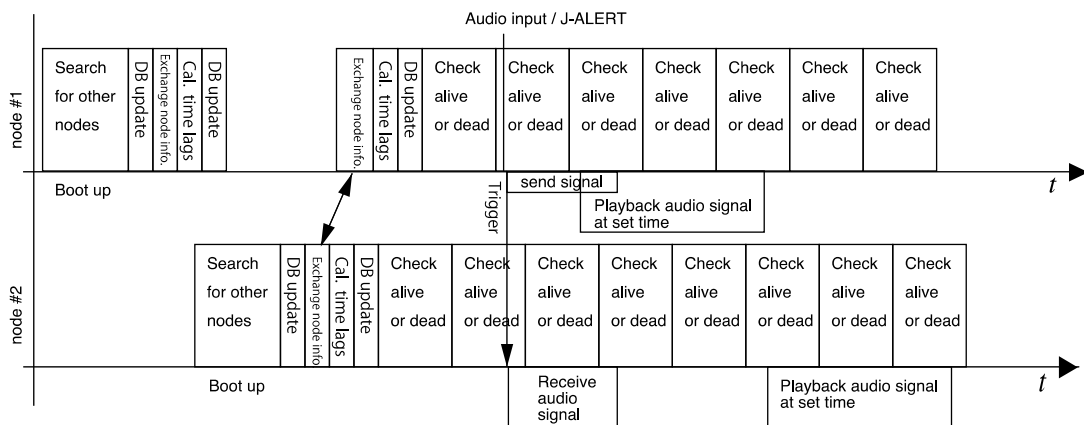 Audio input / J-ALERT
node #1
Search
for other
nodes
DB update
Exchange node info.
Cal. time lags
DB update
Exchange node info.
Cal. time lags
DB update
Check
alive
or dead
Check
alive
or dead
Check
alive
or dead
Check
alive
or dead
Check
alive
or dead
Check
alive
or dead
Check
alive
or dead
Boot up
t
Trigger
send signal
Playback audio signal
at set time
node #2
Search
for other
nodes
DB update
Exchange node info.
Cal. time lags
DB update
Check
alive
or dead
Check
alive
or dead
Check
alive
or dead
Check
alive
or dead
Check
alive
or dead
Check
alive
or dead
Check
alive
or dead
Check
alive
or dead
Boot up
t
Receive
audio
signal
Playback audio signal
at set time